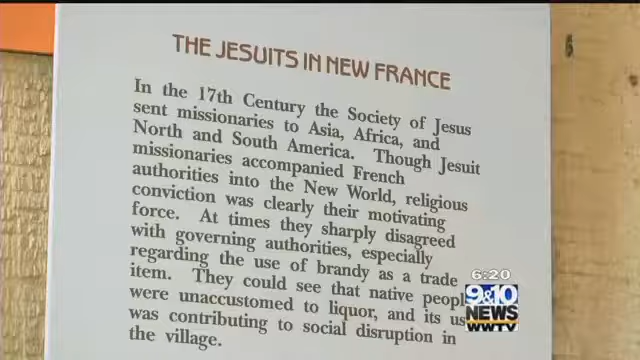 THE JESUITS IN NEW FRANCE
In the 17th Century the Society of Jesus
sent missionaries to Asia, Africa, and
North and South America. Though Jesuit
missionaries accompanied French
authorities into the New World, religious
conviction was clearly their motivating
force. At times they sharply disagreed
with governing authorities, especially
regarding the use of brandy as a trade
item. They could see that native
were unaccustomed to liquor, and its
was contributing to social disruption in
the village.
6:20
9&10
NEWS
WWTV